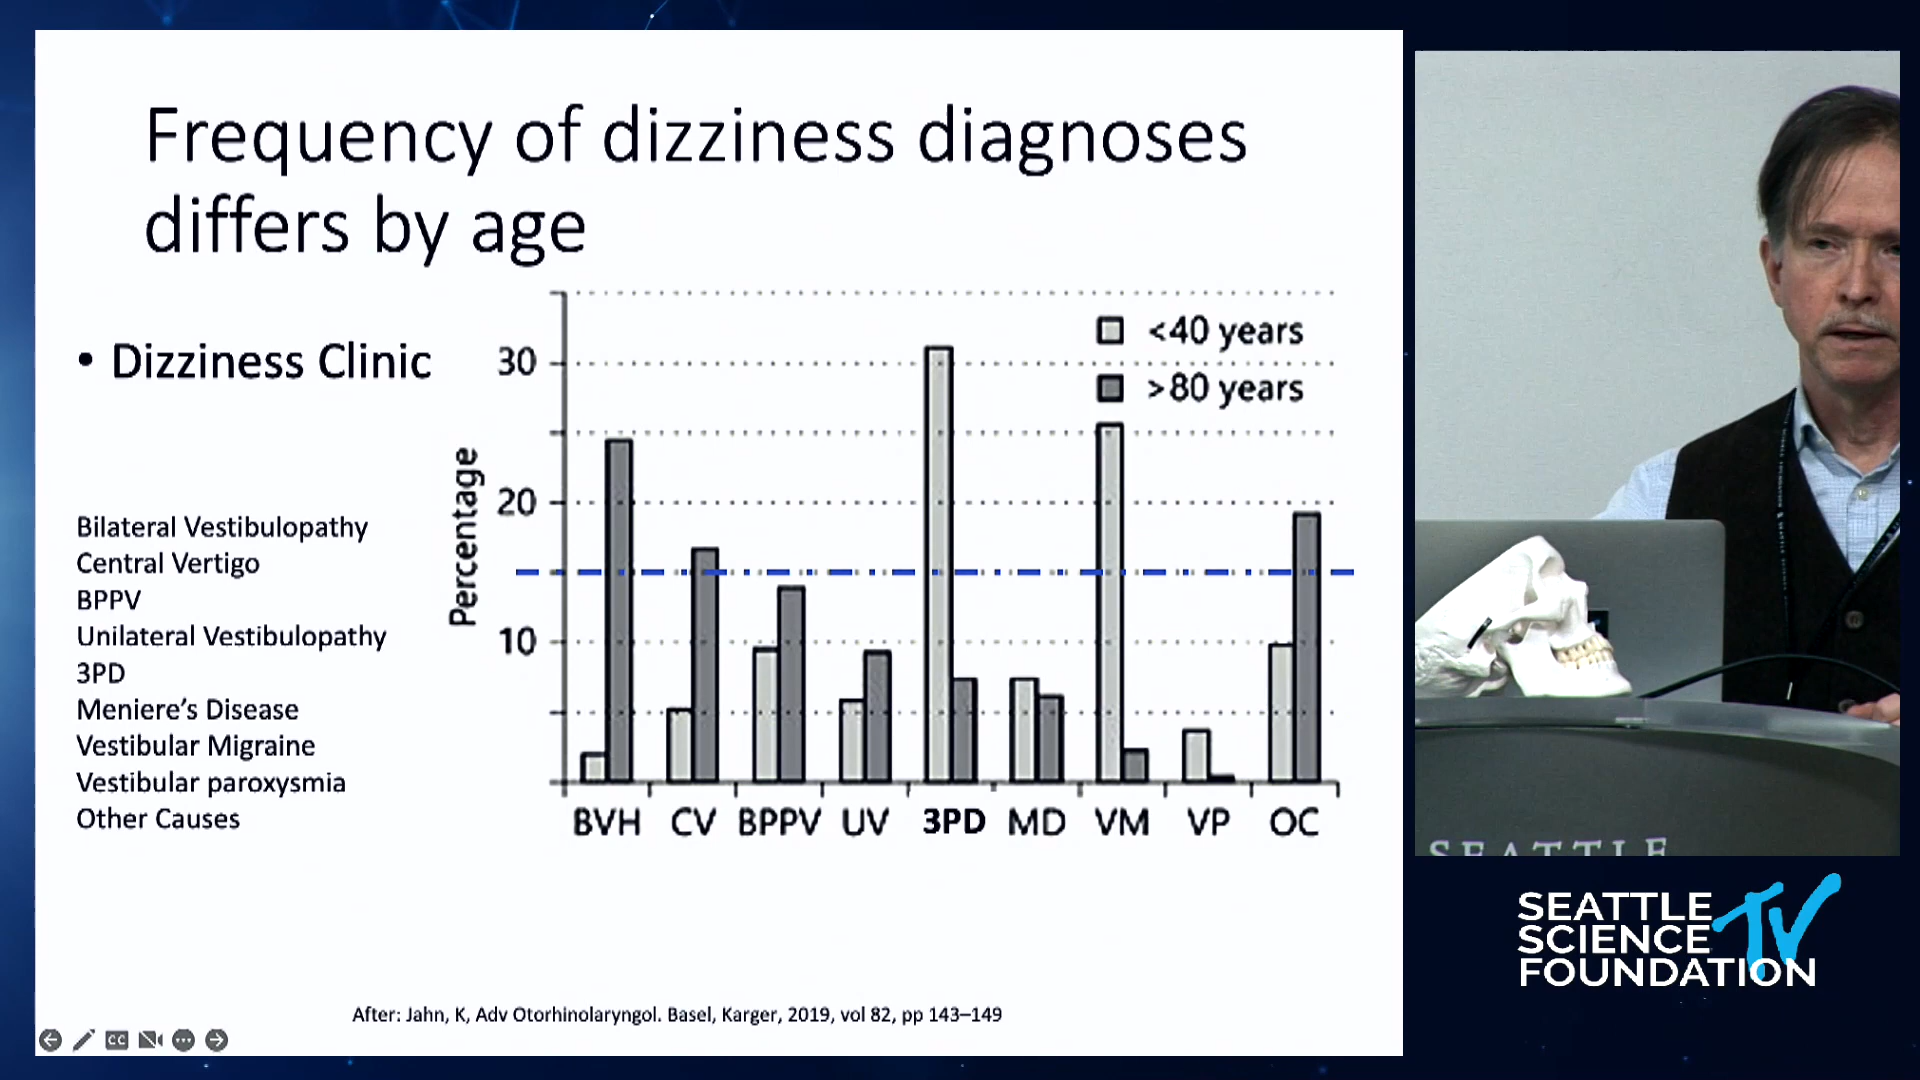 Frequency of dizziness diagnoses
differs by age
• Dizziness Clinic
Bilateral Vestibulopathy
Central Vertigo
BPPV
Unilateral Vestibulopathy
3PD
Meniere’s Disease
Vestibular Migraine
Vestibular paroxysmia
Other Causes
Percentage
30
20
10
<40 years
>80 years
BVH CV BPPV UV 3PD MD VM VP OC
After: Jahn, K, Adv Otorhinolaryngol. Basel, Karger, 2019, vol 82, pp 143–149
CC
SEATTLE
SEATTLE
SCIENCE
FOUNDATION
TV